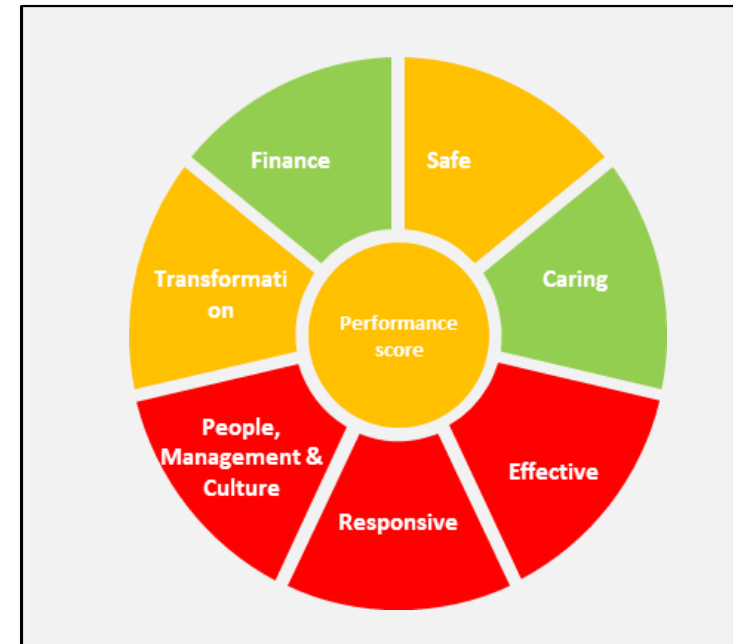 Finance
Safe
Transformati
on
Caring
Performance
score
People,
Management &
Culture
Effective
Responsive